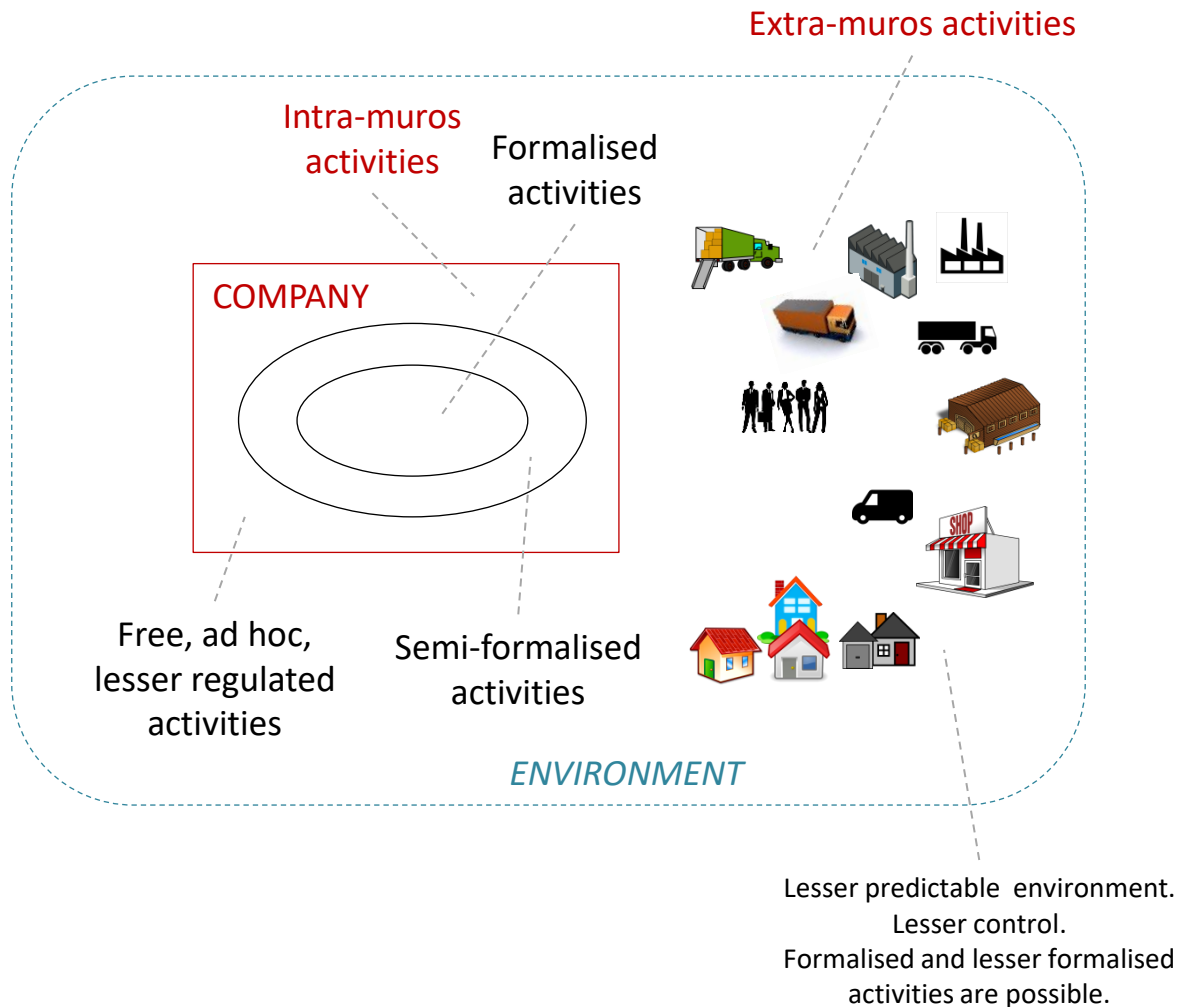 Extra-muros activities
Intra-muros
activities
Formalised
activities
COMPANY
SHOP
Free, ad hoc,
lesser regulated
activities
Semi-formalised
activities
ENVIRONMENT
Lesser predictable  environment.
Lesser control.
Formalised and lesser formalised
activities are possible.